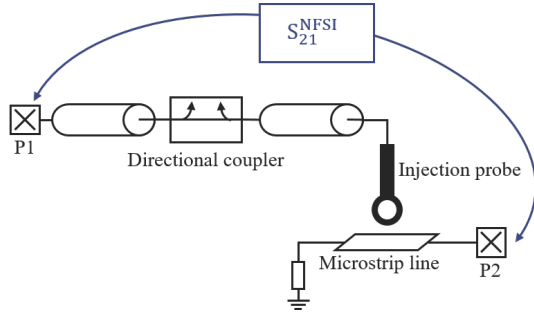 S₂₁ᴺᶠˢᴵ
P1
Directional coupler
Injection probe
Microstrip line
P2